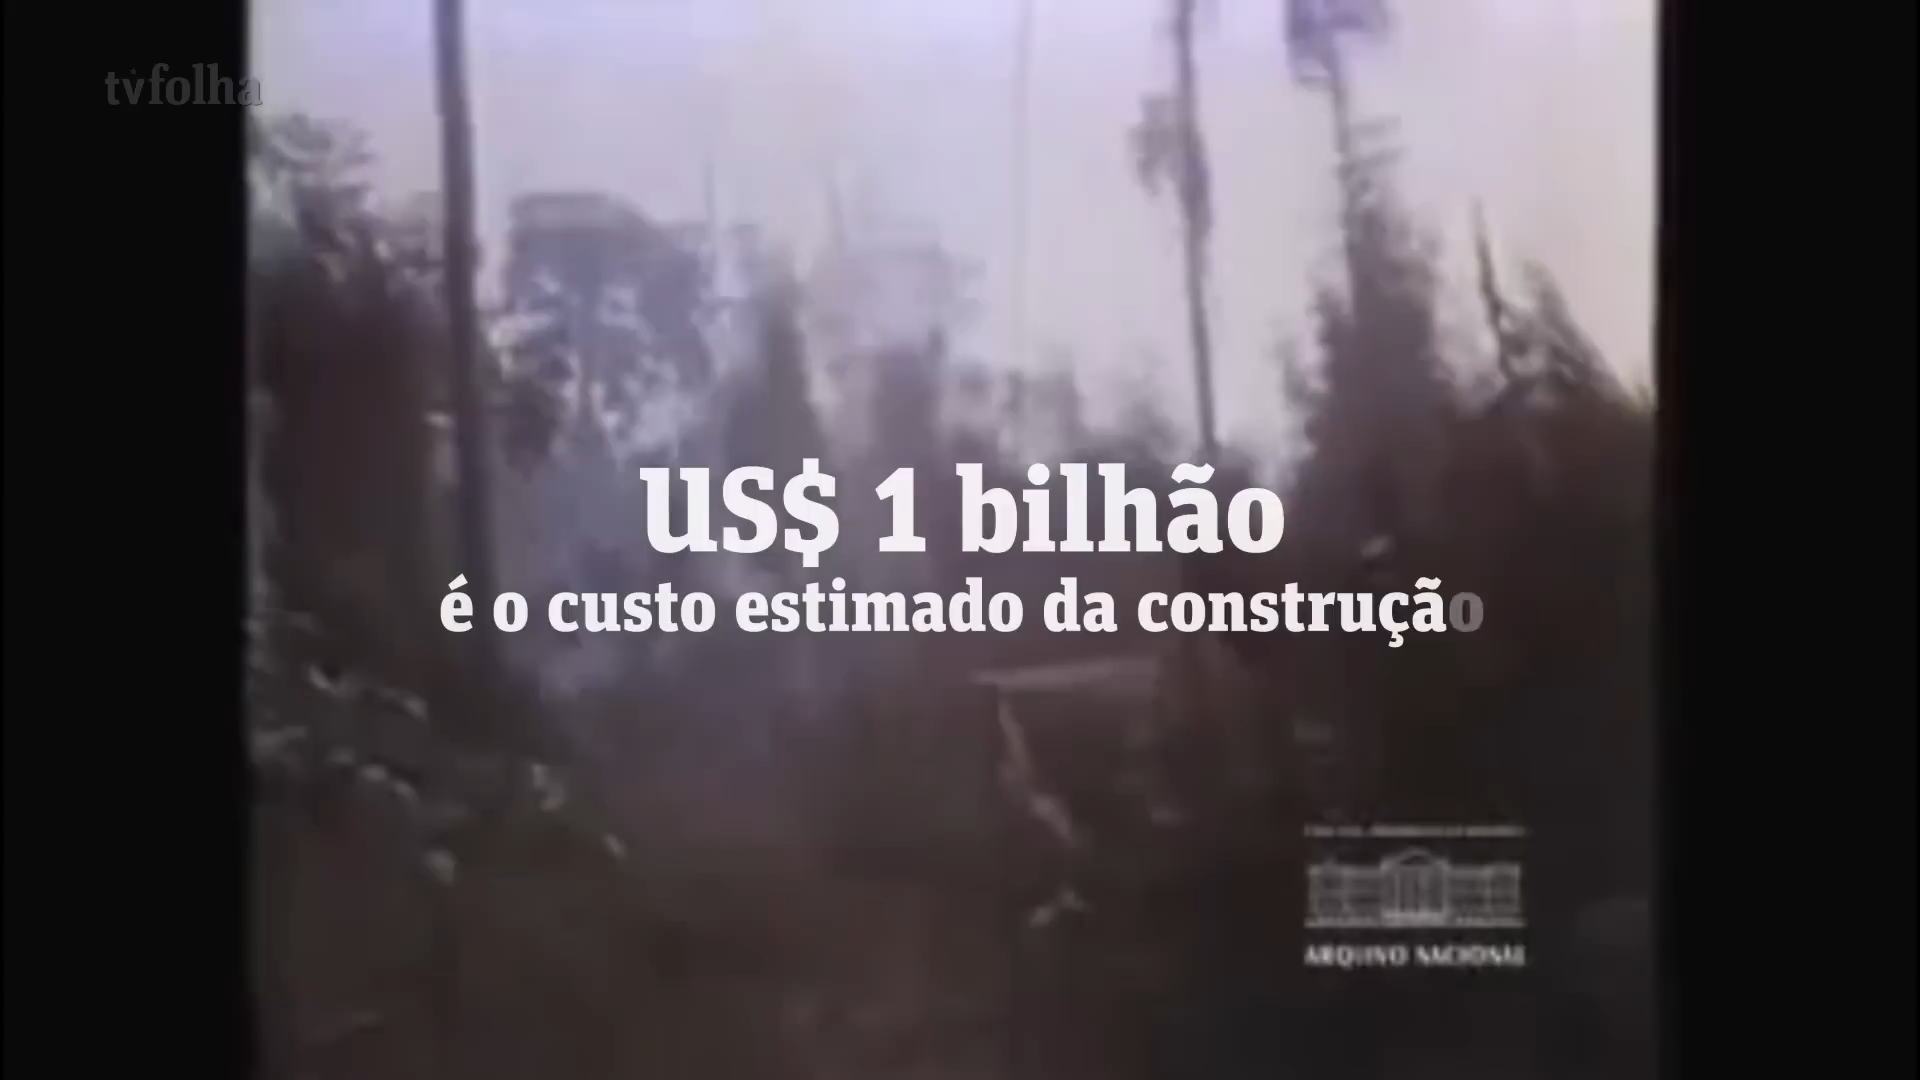 tvfolha
US$ 1 bilhão
é o custo estimado da construção
ARQUIVO NACIONAL